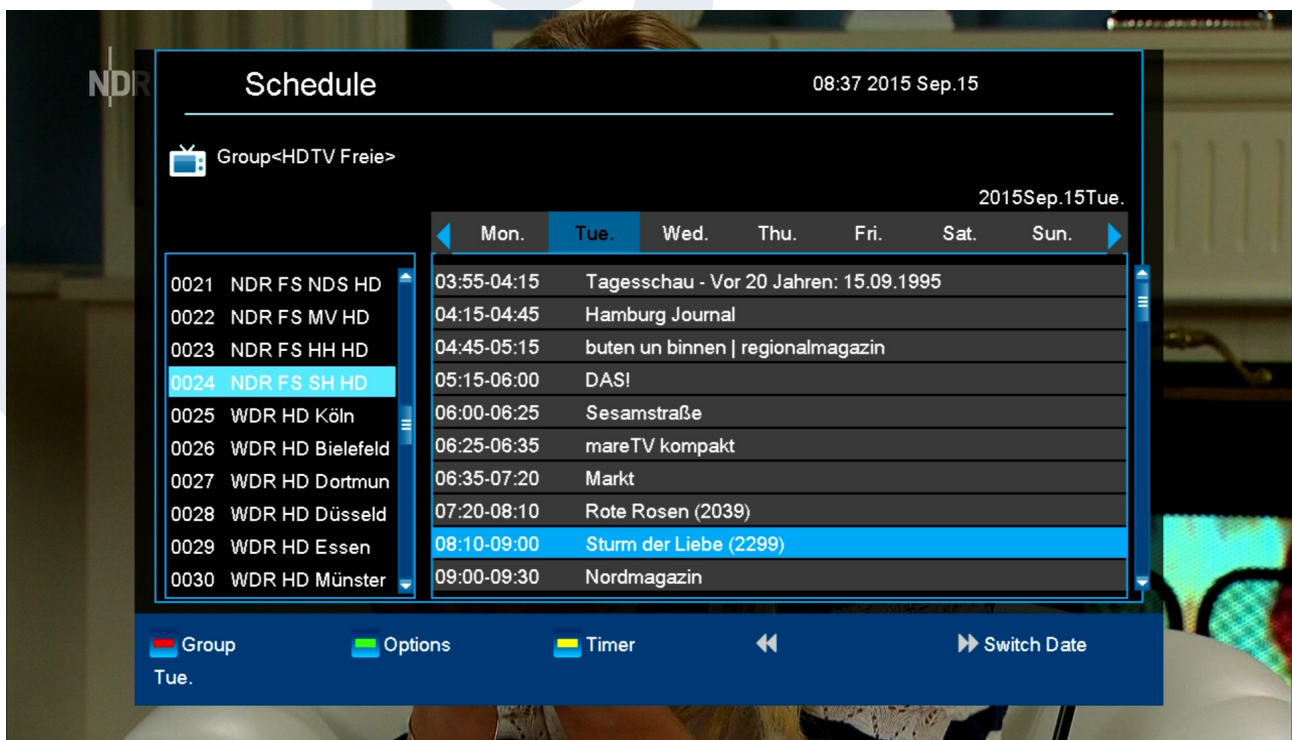 NDR
Schedule
08:37 2015 Sep.15
Group<HDTV Freie>
2015Sep.15Tue.
Mon. Tue. Wed. Thu. Fri. Sat. Sun.
0021 NDR FS NDS HD
0022 NDR FS MV HD
0023 NDR FS HH HD
0024 NDR FS SH HD
0025 WDR HD Köln
0026 WDR HD Bielefeld
0027 WDR HD Dortmun
0028 WDR HD Düsseld
0029 WDR HD Essen
0030 WDR HD Münster
03:55-04:15 Tagesschau - Vor 20 Jahren: 15.09.1995
04:15-04:45 Hamburg Journal
04:45-05:15 buten un binnen | regionalmagazin
05:15-06:00 DAS!
06:00-06:25 Sesamstraße
06:25-06:35 mareTV kompakt
06:35-07:20 Markt
07:20-08:10 Rote Rosen (2039)
08:10-09:00 Sturm der Liebe (2299)
09:00-09:30 Nordmagazin
Group Options Timer Switch Date
Tue.